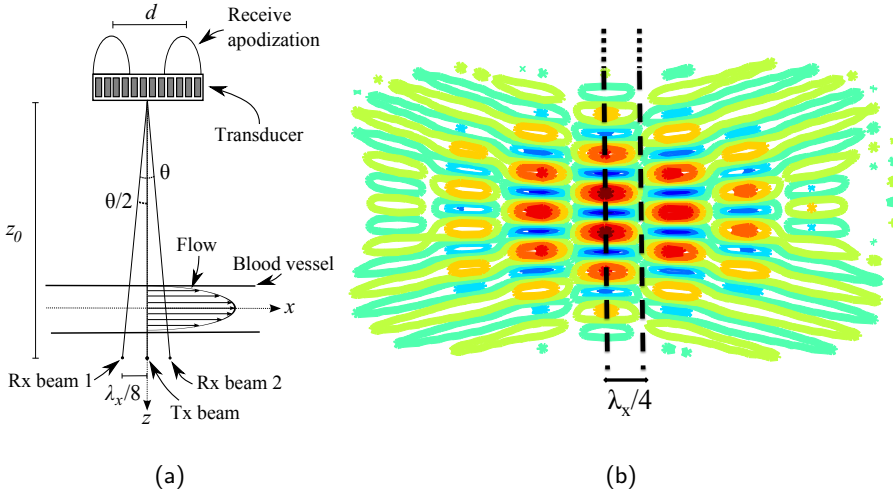 d
Receive
apodization
Transducer
θ
θ/2
z0
Flow
Blood vessel
x
Rx beam 1
Rx beam 2
λx/8
Tx beam
z
(a)
λx/4
(b)